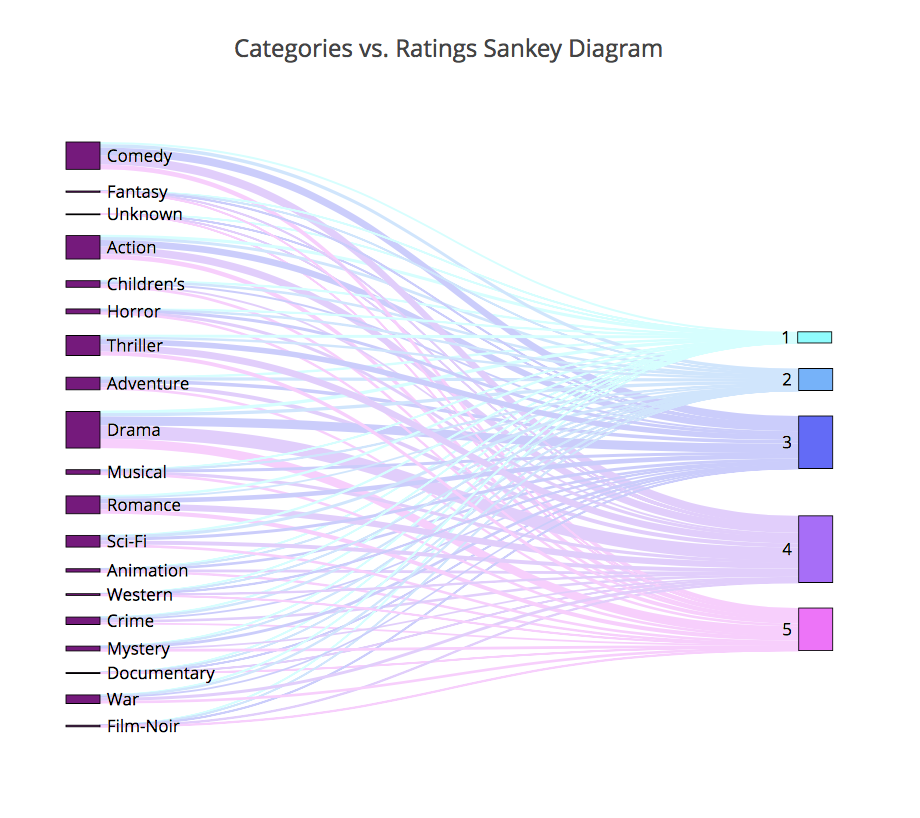 Categories vs. Ratings Sankey Diagram
Comedy
Fantasy
Unknown
Action
Children’s
Horror
Thriller
Adventure
Drama
Musical
Romance
Sci-Fi
Animation
Western
Crime
Mystery
Documentary
War
Film-Noir
1
2
3
4
5